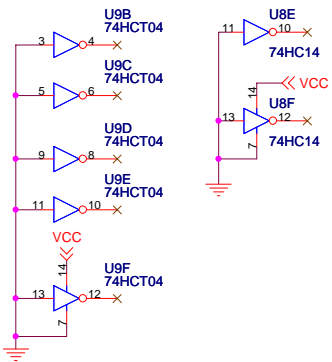 U9B
74HCT04
3 4
U9C
74HCT04
5 6
U9D
74HCT04
9 8
U9E
74HCT04
11 10
VCC
14
U9F
74HCT04
13 12
7
U8E
11 10
74HC14
VCC
14
U8F
13 12
74HC14
7